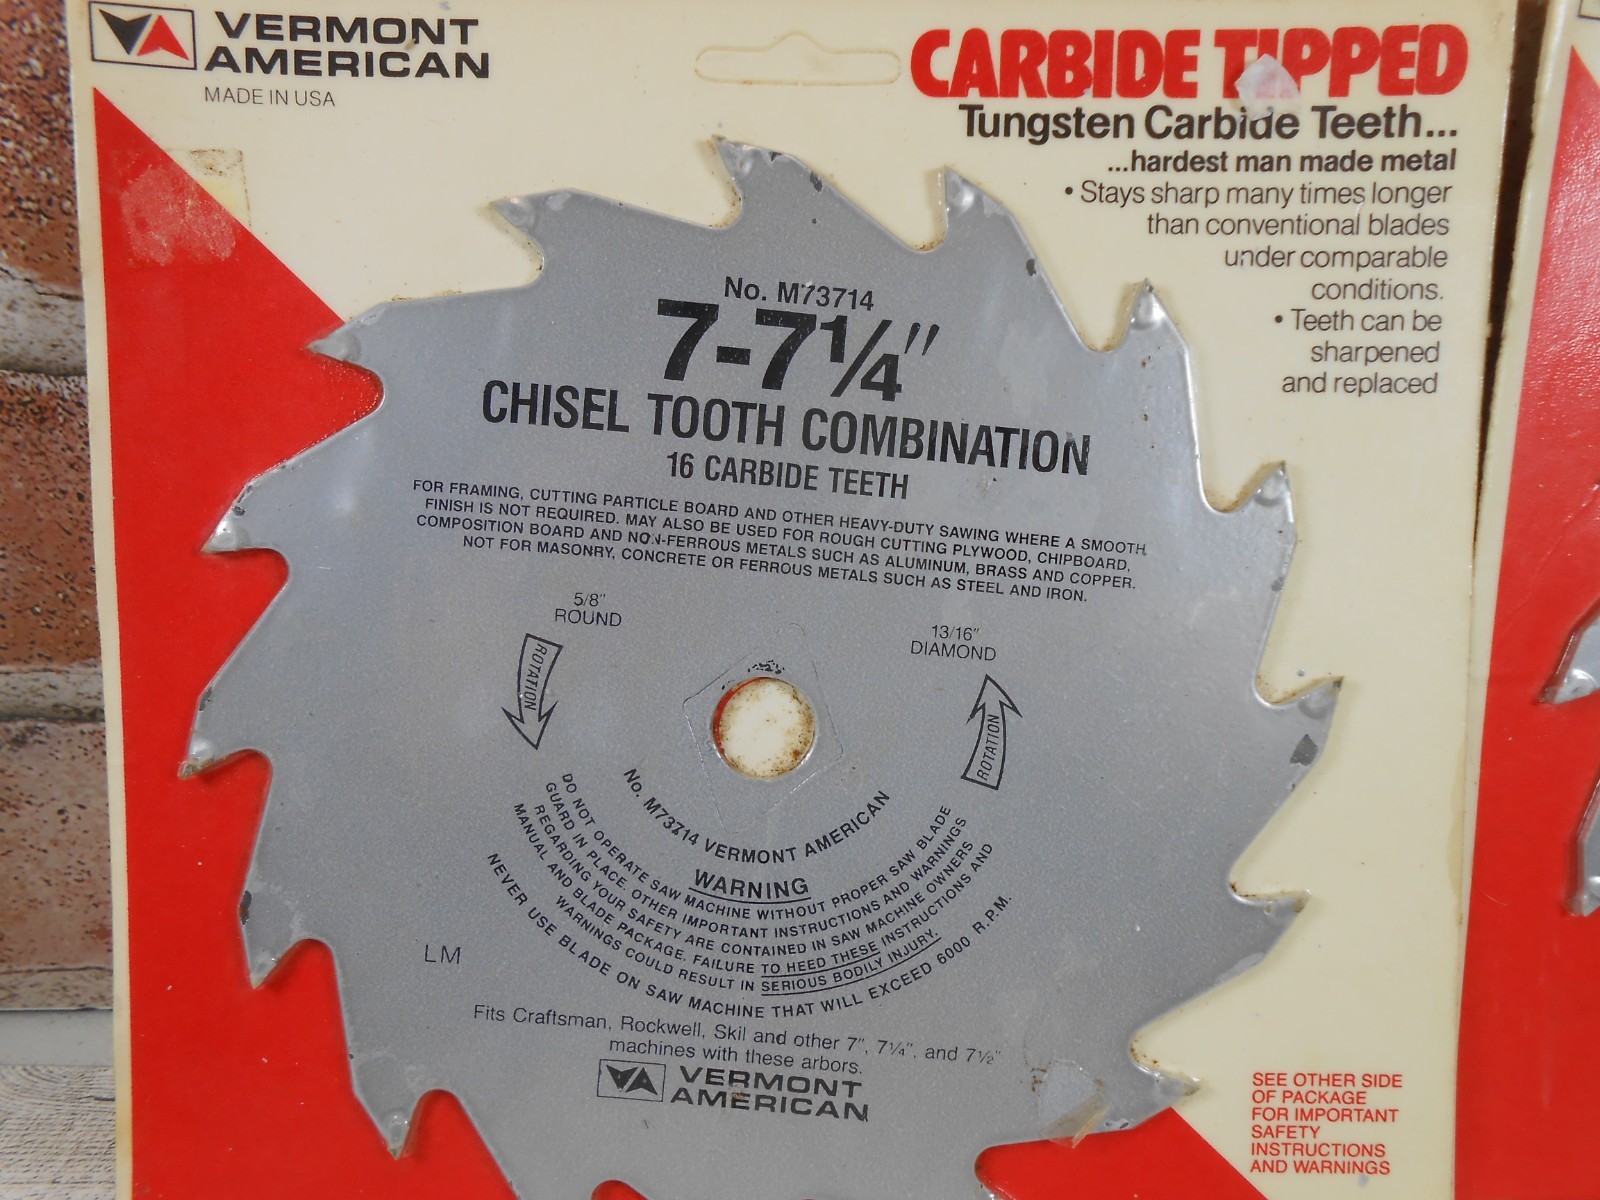 VERMONT
AMERICAN
MADE IN USA
CARBIDE TIPPED
Tungsten Carbide Teeth...
...hardest man made metal
• Stays sharp many times longer
than conventional blades
under comparable
conditions.
• Teeth can be
sharpened
and replaced
No. M73714
7-7¼"
CHISEL TOOTH COMBINATION
16 CARBIDE TEETH
FOR FRAMING, CUTTING PARTICLE BOARD AND OTHER HEAVY-DUTY SAWING WHERE A SMOOTH
FINISH IS NOT REQUIRED. MAY ALSO BE USED FOR ROUGH CUTTING PLYWOOD, CHIPBOARD,
COMPOSITION BOARD AND NON-FERROUS METALS SUCH AS ALUMINUM, BRASS AND COPPER.
NOT FOR MASONRY, CONCRETE OR FERROUS METALS SUCH AS STEEL AND IRON.
5/8"
ROUND
13/16"
DIAMOND
ROTATION
ROTATION
No. M73714 VERMONT AMERICAN
WARNING
DO NOT OPERATE SAW MACHINE WITHOUT PROPER SAW BLADE
GUARD IN PLACE. OTHER IMPORTANT INSTRUCTIONS AND WARNINGS
REGARDING YOUR SAFETY ARE CONTAINED IN SAW MACHINE OWNERS
MANUAL AND BLADE PACKAGE. FAILURE TO HEED THESE INSTRUCTIONS AND
WARNINGS COULD RESULT IN SERIOUS BODILY INJURY.
NEVER USE BLADE ON SAW MACHINE THAT WILL EXCEED 6000 R.P.M.
LM
Fits Craftsman, Rockwell, Skil and other 7", 7¼", and 7½"
machines with these arbors.
VERMONT
AMERICAN
SEE OTHER SIDE
OF PACKAGE
FOR IMPORTANT
SAFETY
INSTRUCTIONS
AND WARNINGS